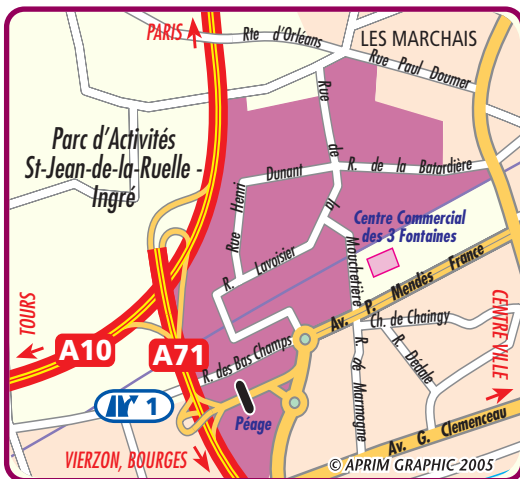 PARIS
Rte d'Orléans
LES MARCHAIS
Rue Paul Doumer
Parc d'Activités
St-Jean-de-la-Ruelle -
Ingré
Rue de la Mouchetière
Rue Henri Dunant
R. de la Batardière
Centre Commercial
des 3 Fontaines
R. Lavoisier
Av. P. Mendès France
TOURS
A10
A71
R. des Bas Champs
Ch. de Chaingy
CENTRE VILLE
R. de Marmogne
R. Dédale
1
Péage
Av. G. Clemenceau
VIERZON, BOURGES
© APRIM GRAPHIC 2005